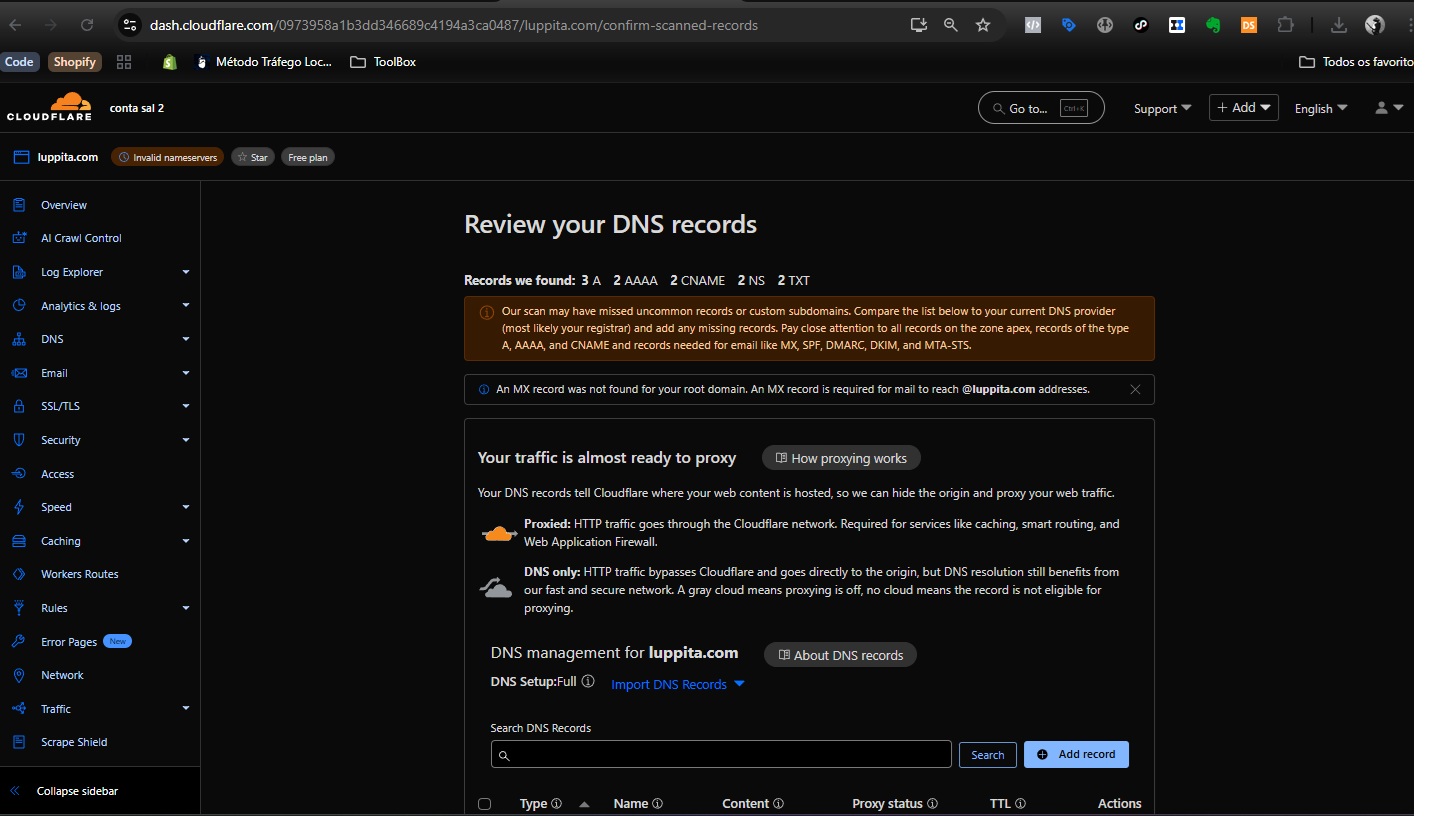 dash.cloudflare.com/0973958a1b3dd346689c4194a3ca0487/luppita.com/confirm-scanned-records
DS
Code Shopify Método Tráfego Loc... ToolBox Todos os favorito
CLOUDFLARE conta sal 2 Go to... Ctrl+K Support + Add English
luppita.com Invalid nameservers Star Free plan
Overview
AI Crawl Control
Log Explorer
Analytics & logs
DNS
Email
SSL/TLS
Security
Access
Speed
Caching
Workers Routes
Rules
Error Pages New
Network
Traffic
Scrape Shield
Collapse sidebar
Review your DNS records
Records we found: 3 A 2 AAAA 2 CNAME 2 NS 2 TXT
Our scan may have missed uncommon records or custom subdomains. Compare the list below to your current DNS provider
(most likely your registrar) and add any missing records. Pay close attention to all records on the zone apex, records of the type
A, AAAA, and CNAME and records needed for email like MX, SPF, DMARC, DKIM, and MTA-STS.
An MX record was not found for your root domain. An MX record is required for mail to reach @luppita.com addresses.
Your traffic is almost ready to proxy How proxying works
Your DNS records tell Cloudflare where your web content is hosted, so we can hide the origin and proxy your web traffic.
Proxied: HTTP traffic goes through the Cloudflare network. Required for services like caching, smart routing, and
Web Application Firewall.
DNS only: HTTP traffic bypasses Cloudflare and goes directly to the origin, but DNS resolution still benefits from
our fast and secure network. A gray cloud means proxying is off, no cloud means the record is not eligible for
proxying.
DNS management for luppita.com About DNS records
DNS Setup:Full Import DNS Records
Search DNS Records
Search Add record
Type Name Content Proxy status TTL Actions